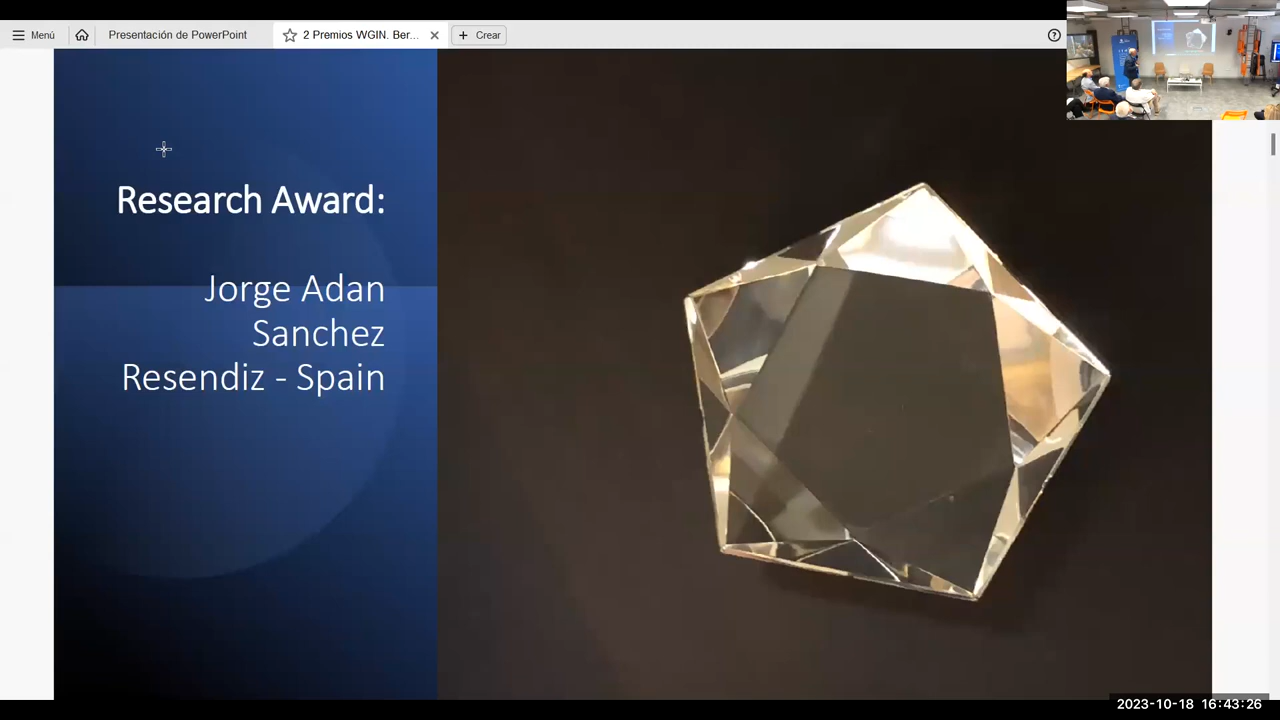 Menú
Presentación de PowerPoint
2 Premios WGIN. Ber...
Crear
Research Award:
Jorge Adan
Sanchez
Resendiz - Spain
2023-10-18 16:43:26